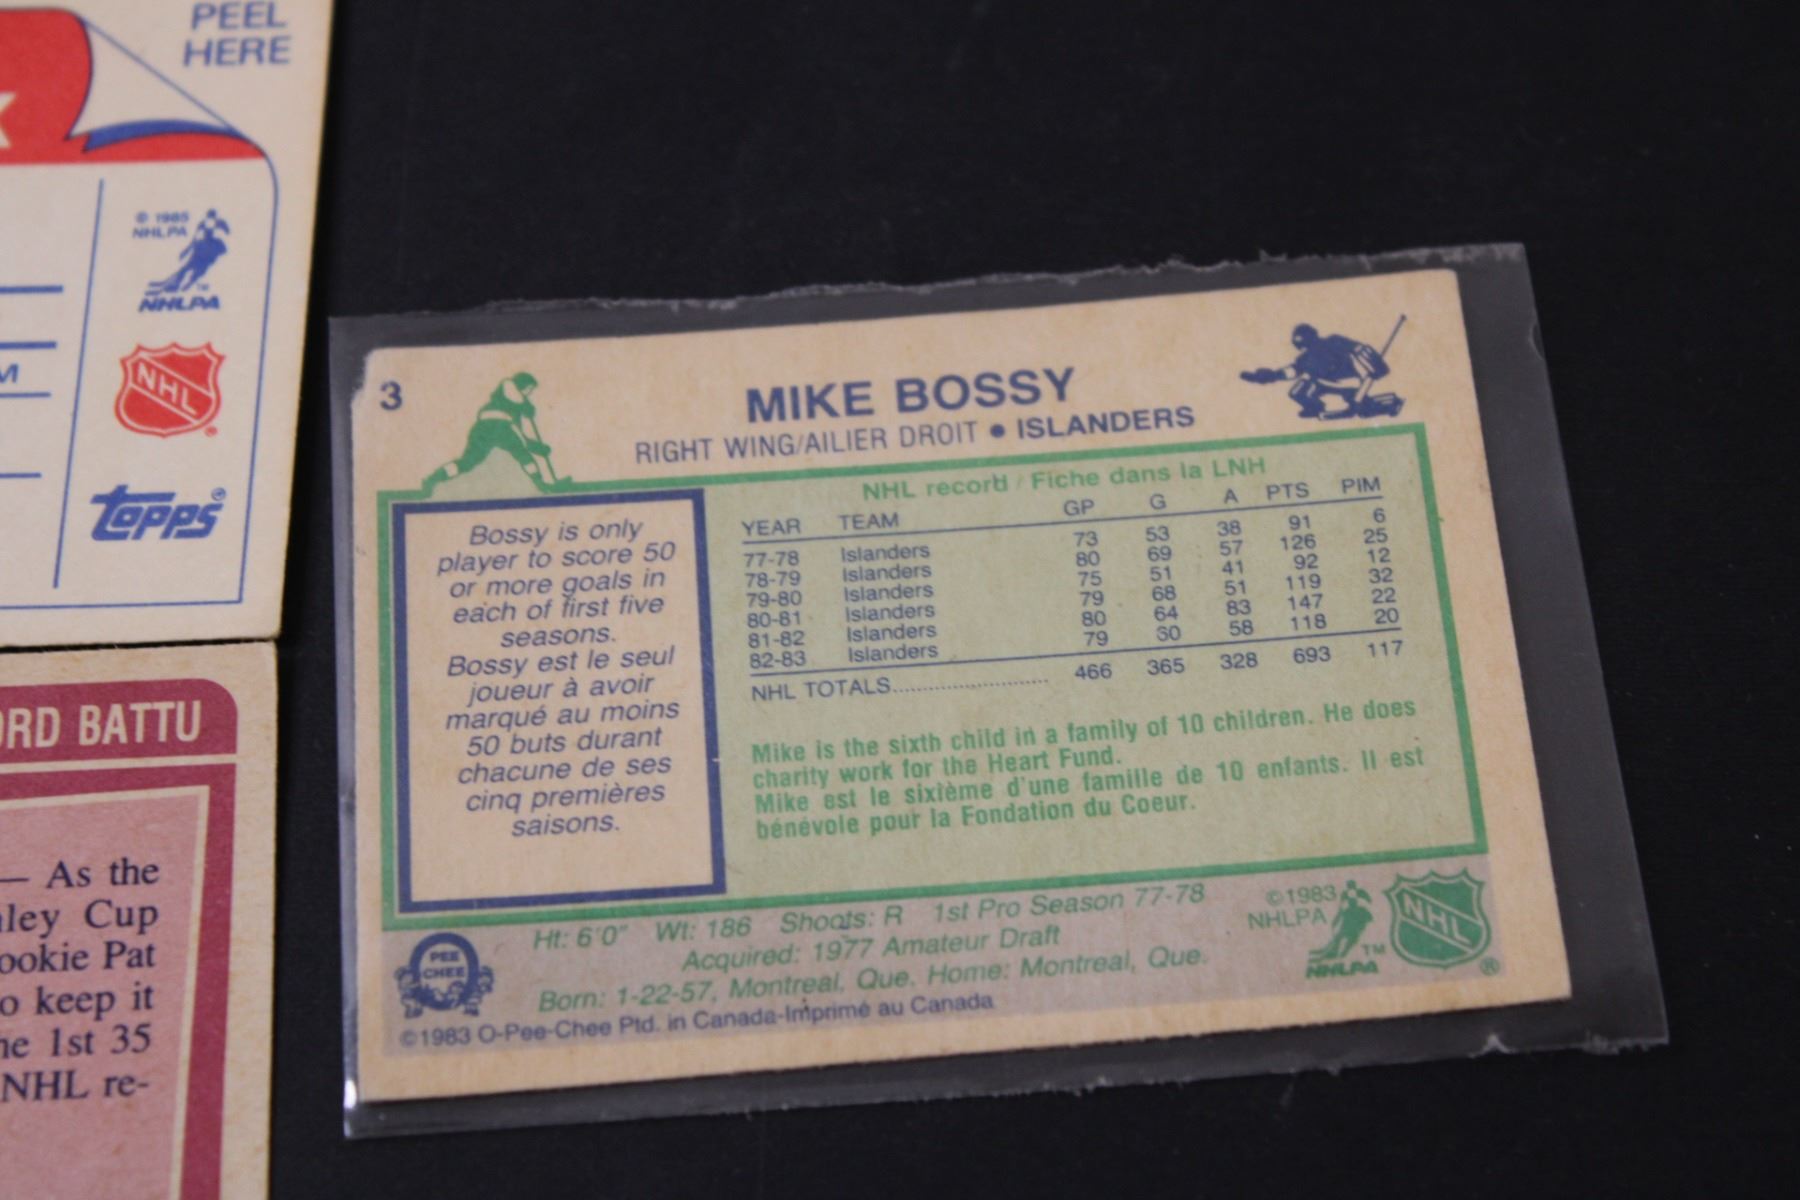 PEEL
HERE
K
© 1985
NHLPA
NHLPA
™
M
NHL
®
topps®
ORD BATTU
— As the
nley Cup
ookie Pat
o keep it
he 1st 35
NHL re-
3
MIKE BOSSY
RIGHT WING/AILIER DROIT • ISLANDERS
Bossy is only
player to score 50
or more goals in
each of first five
seasons.
Bossy est le seul
joueur à avoir
marqué au moins
50 buts durant
chacune de ses
cinq premières
saisons.
NHL record / Fiche dans la LNH
YEAR TEAM GP G A PTS PIM
77-78 Islanders 73 53 38 91 6
78-79 Islanders 80 69 57 126 25
79-80 Islanders 75 51 41 92 12
80-81 Islanders 79 68 51 119 32
81-82 Islanders 80 64 83 147 22
82-83 Islanders 79 60 58 118 20
NHL TOTALS 466 365 328 693 117
Mike is the sixth child in a family of 10 children. He does
charity work for the Heart Fund.
Mike est le sixième d'une famille de 10 enfants. Il est
bénévole pour la Fondation du Coeur.
PEE
CHEE
Ht: 6'0" Wt: 186 Shoots: R 1st Pro Season 77-78
Acquired: 1977 Amateur Draft
Born: 1-22-57, Montreal, Que. Home: Montreal, Que.
©1983 O-Pee-Chee Ptd. in Canada-Imprimé au Canada
©1983
NHLPA
NHLPA
™
NHL
®